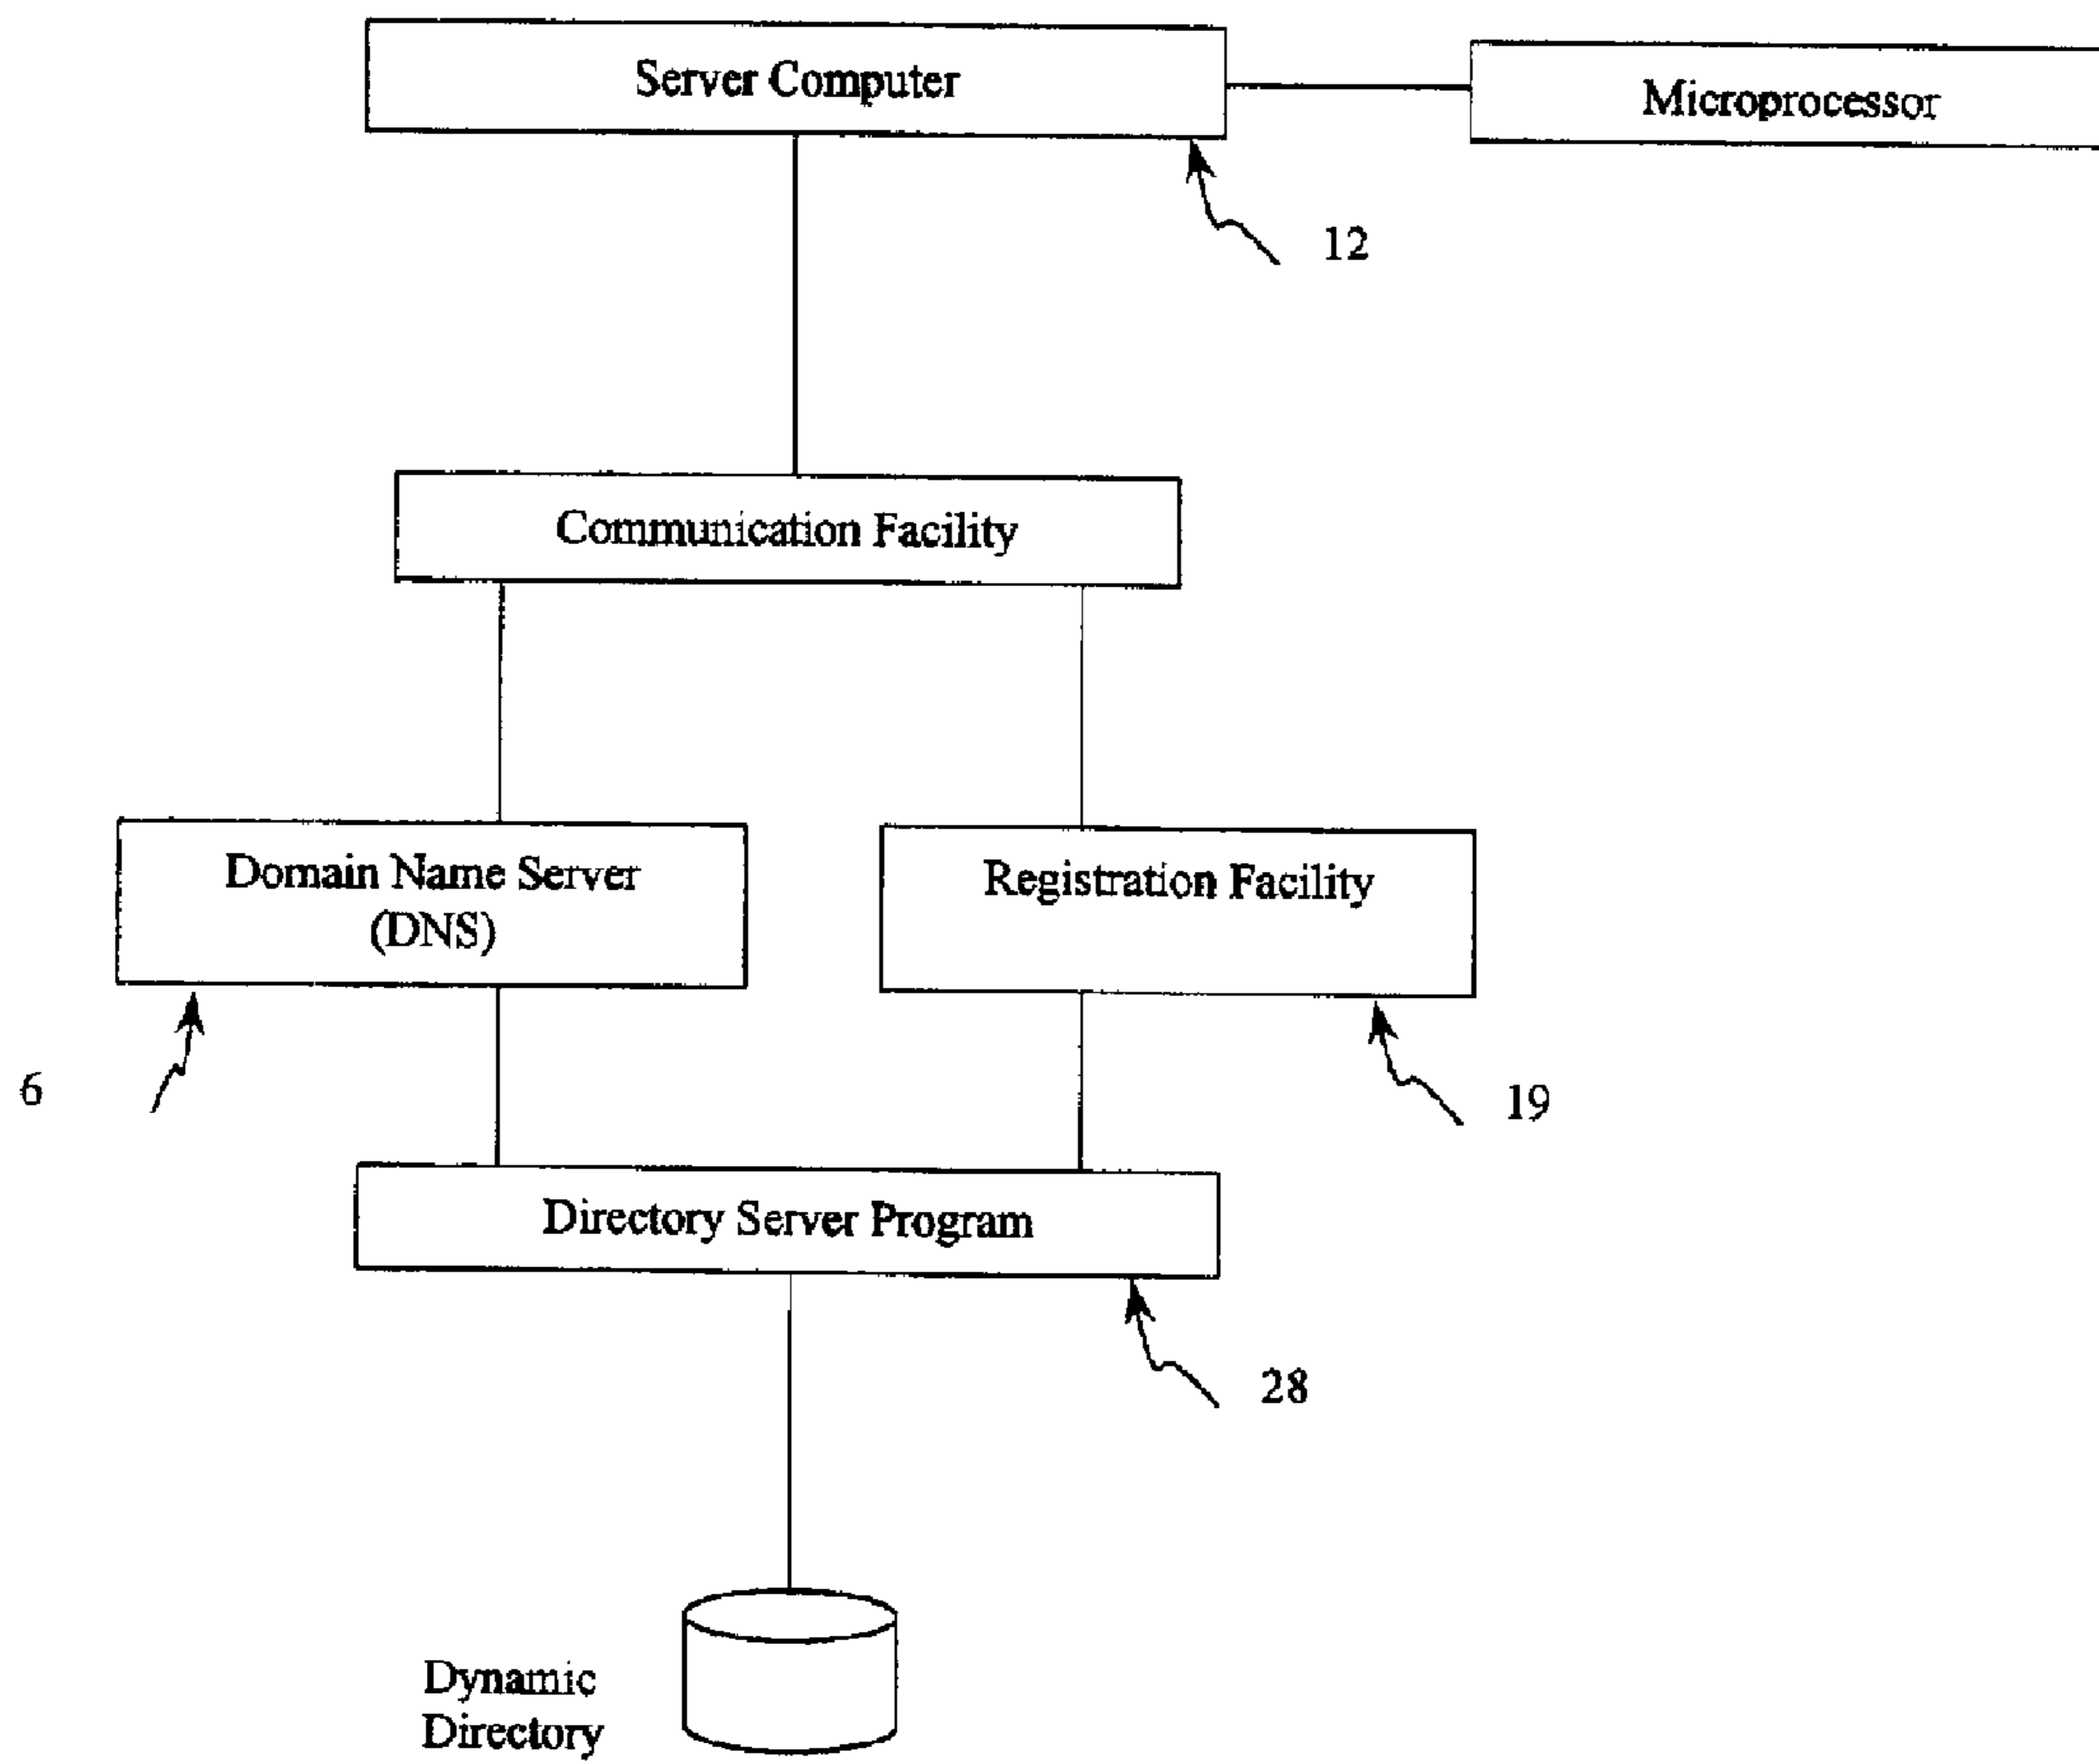 Server Computer
Microprocessor
12
Communication Facility
Domain Name Server
(DNS)
Registration Facility
6
19
Directory Server Program
28
Dynamic
Directory